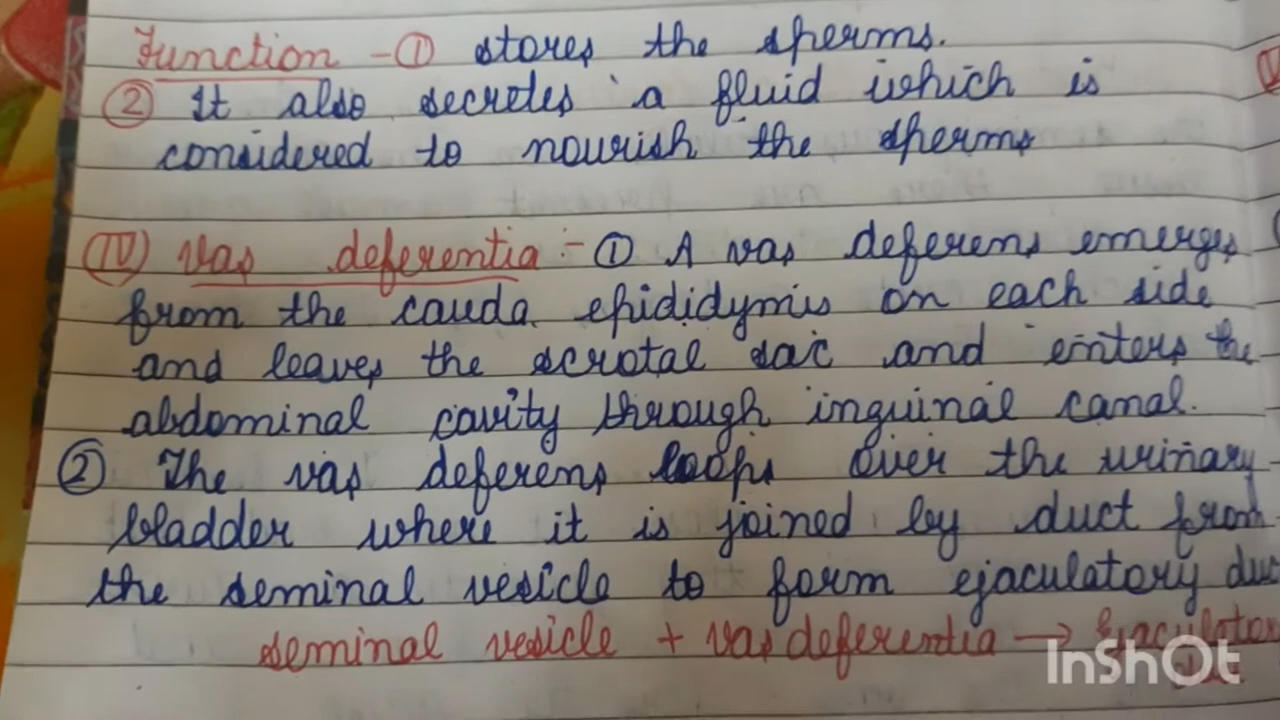 Function - ① stores the sperms.
② It also secretes a fluid which is
considered to nourish the sperms
(IV) Vas deferentia :- ① A vas deferens emerges
from the cauda epididymis on each side
and leaves the scrotal sac and enters the
abdominal cavity through inguinal canal.
② The vas deferens loops over the urinary
bladder where it is joined by duct from
the seminal vesicle to form ejaculatory duc
seminal vesicle + vas deferentia → Ejaculator
InShOt